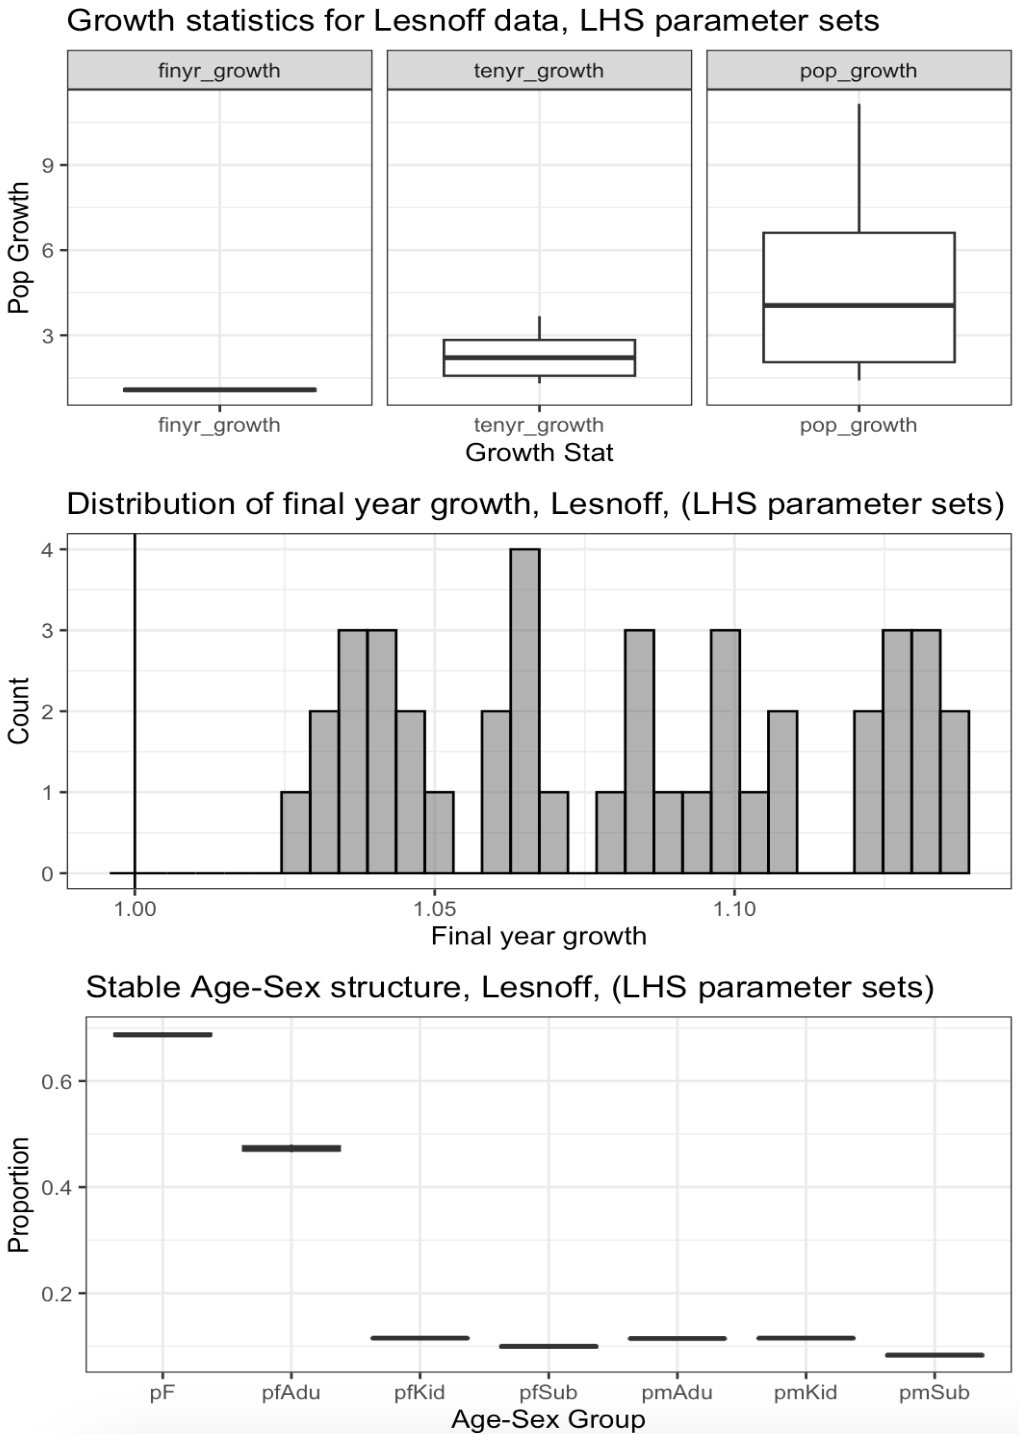 Growth statistics for Lesnoff data, LHS parameter sets
finyr_growth tenyr_growth pop_growth
9
6
3
Pop Growth
finyr_growth tenyr_growth pop_growth
Growth Stat
Distribution of final year growth, Lesnoff, (LHS parameter sets)
4
3
2
1
0
Count
1.00 1.05 1.10
Final year growth
Stable Age-Sex structure, Lesnoff, (LHS parameter sets)
0.6
0.4
0.2
Proportion
pF pfAdu pfKid pfSub pmAdu pmKid pmSub
Age-Sex Group